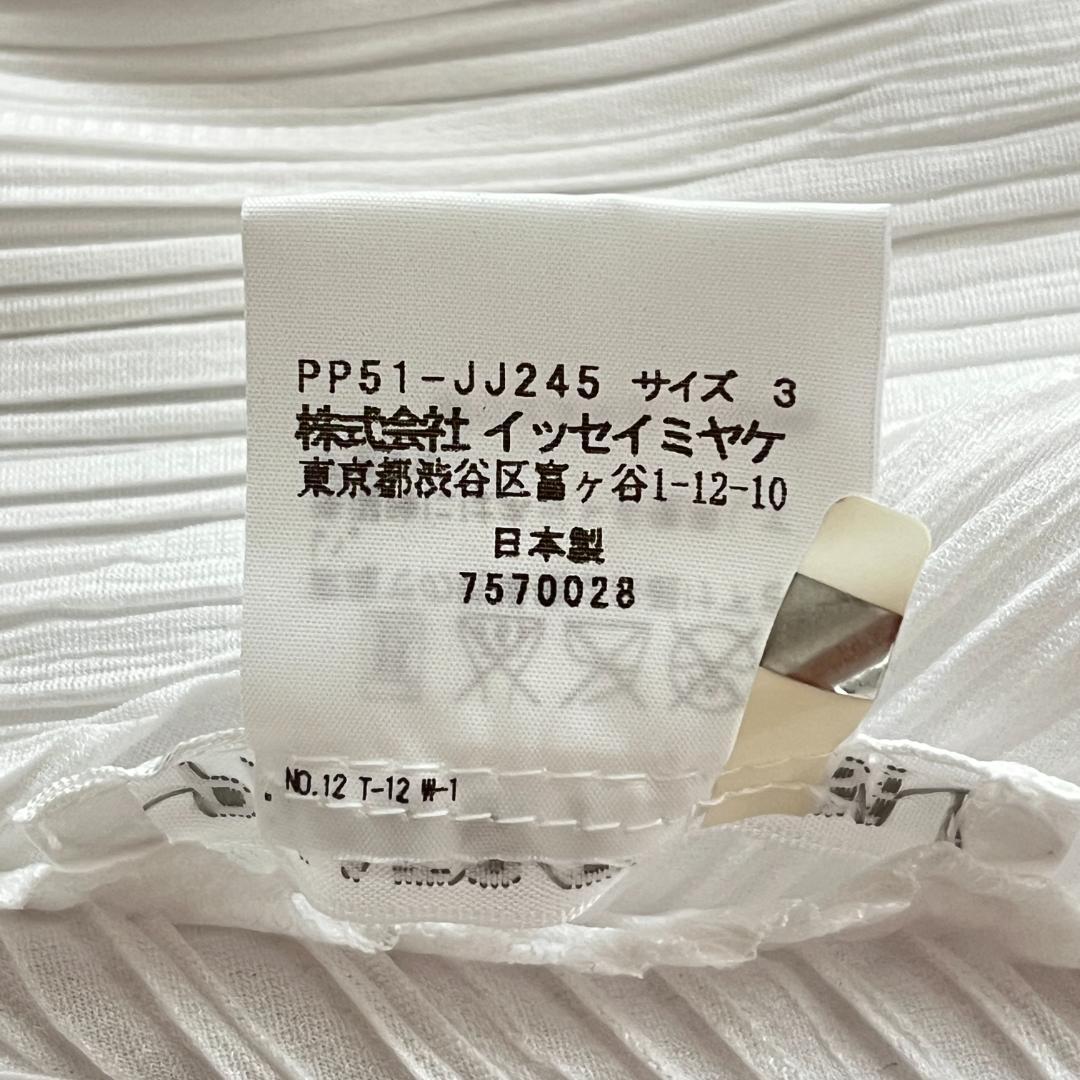 PP51-JJ245 サイズ 3
株式会社 イッセイミヤケ
東京都渋谷区富ヶ谷1-12-10
日本製
7570028
NO.12 T-12 W-1